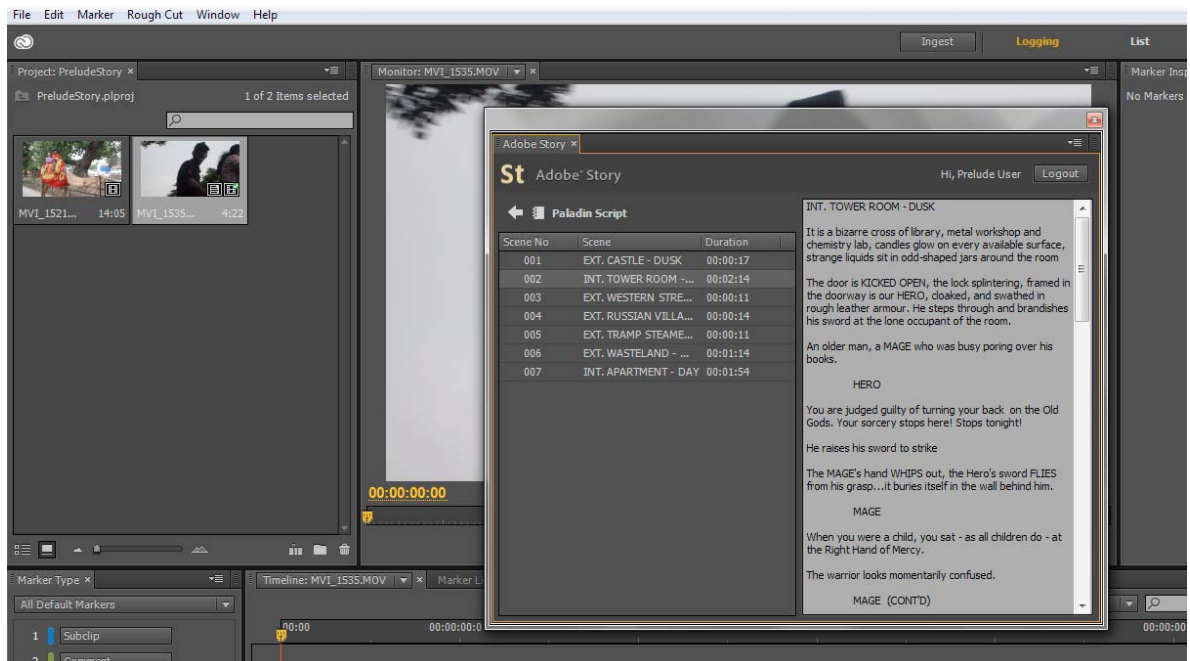 File Edit Marker Rough Cut Window Help
Ingest Logging List
Project: PreludeStory ×
PreludeStory.plproj 1 of 2 Items selected
MVI_1521... 14:05 MVI_1535... 4:22
Monitor: MVI_1535.MOV ×
00:00:00:00
Marker Insp
No Markers
Adobe Story ×
St Adobe® Story Hi, Prelude User Logout
Paladin Script
Scene No Scene Duration
001 EXT. CASTLE - DUSK 00:00:17
002 INT. TOWER ROOM -... 00:02:14
003 EXT. WESTERN STRE... 00:00:11
004 EXT. RUSSIAN VILLA... 00:00:14
005 EXT. TRAMP STEAME... 00:00:11
006 EXT. WASTELAND - ... 00:01:14
007 INT. APARTMENT - DAY 00:01:54
INT. TOWER ROOM - DUSK
It is a bizarre cross of library, metal workshop and
chemistry lab, candles glow on every available surface,
strange liquids sit in odd-shaped jars around the room
The door is KICKED OPEN, the lock splintering, framed in
the doorway is our HERO, cloaked, and swathed in
rough leather armour. He steps through and brandishes
his sword at the lone occupant of the room.
An older man, a MAGE who was busy poring over his
books.
HERO
You are judged guilty of turning your back on the Old
Gods. Your sorcery stops here! Stops tonight!
He raises his sword to strike
The MAGE's hand WHIPS out, the Hero's sword FLIES
from his grasp...it buries itself in the wall behind him.
MAGE
When you were a child, you sat - as all children do - at
the Right Hand of Mercy.
The warrior looks momentarily confused.
MAGE (CONT'D)
Marker Type ×
All Default Markers
1 Subclip
2 Comment
Timeline: MVI_1535.MOV × Marker Li
00:00 00:00:00:0 00:00:00